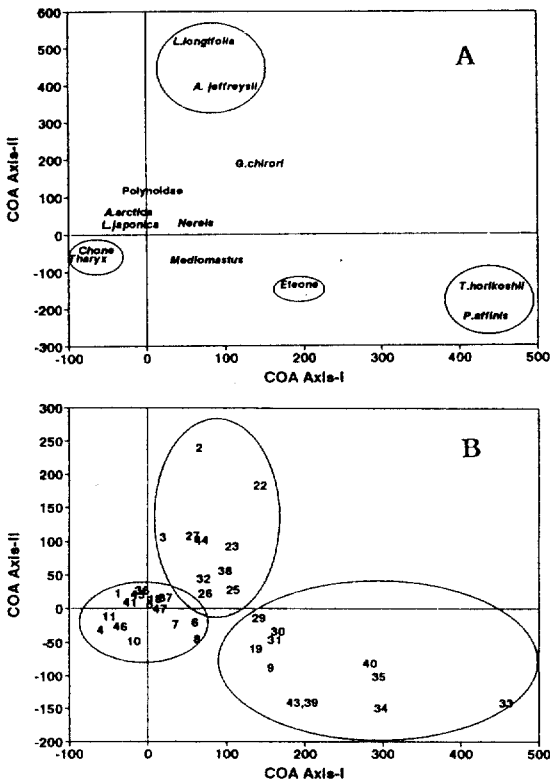 A
600
500
400
300
200
100
0
-100
-200
-300
COA Axis-II
L.longifolia
A. jeffreysii
G.chirori
Polynoidae
A.arctica
L.japonica
Nereis
Chone
Tharyx
Mediomastus
Eteone
T.horikoshii
P.affinis
-100 0 100 200 300 400 500
COA Axis-I
B
300
250
200
150
100
50
0
-50
-100
-150
-200
COA Axis-II
2
22
3
27
44
23
38
32
26
25
1
36
41
18
37
47
11
4
46
10
7
6
8
29
30
31
19
9
40
35
43,39
34
33
-100 0 100 200 300 400 500
COA Axis-I